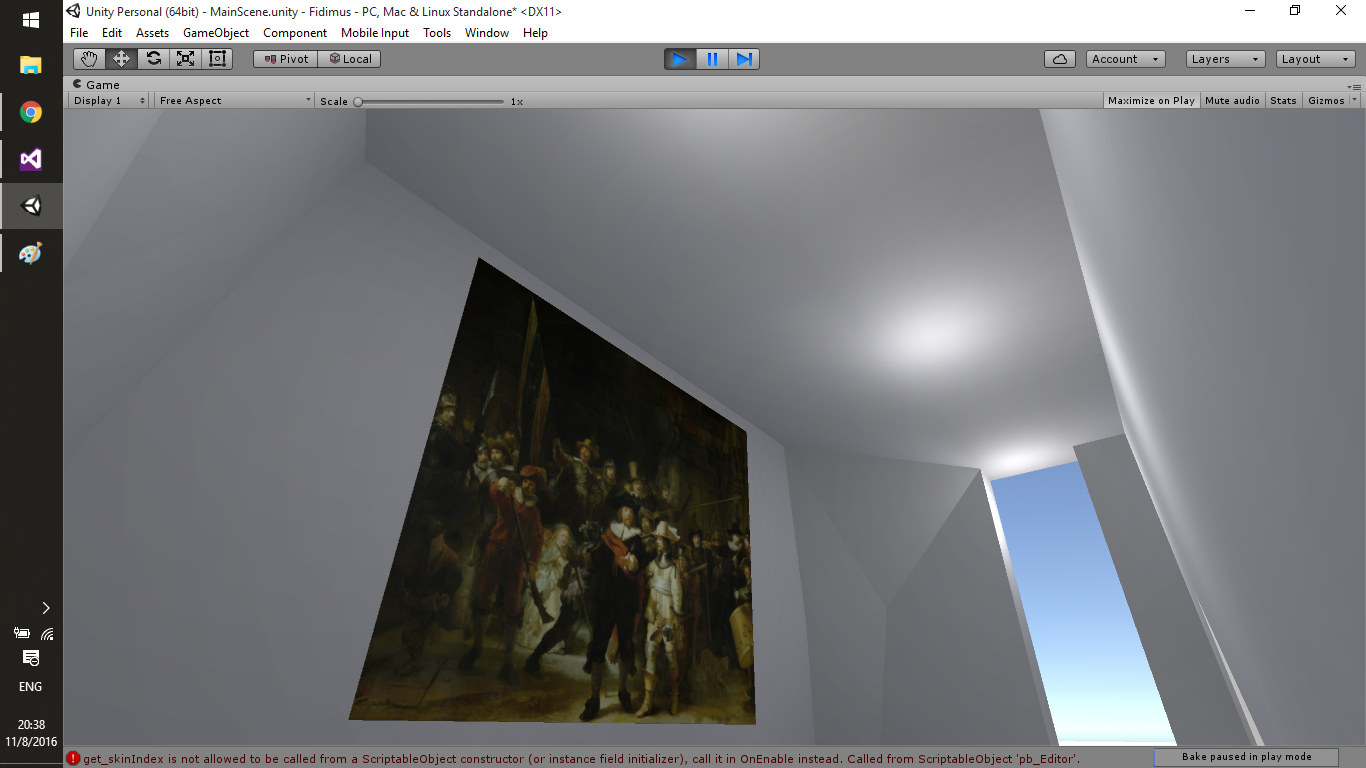 Unity Personal (64bit) - MainScene.unity - Fidimus - PC, Mac & Linux Standalone* <DX11>
File Edit Assets GameObject Component Mobile Input Tools Window Help
Pivot Local Account Layers Layout
Game
Display 1 Free Aspect Scale 1x Maximize on Play Mute audio Stats Gizmos
ENG
20:38
11/8/2016
get_skinIndex is not allowed to be called from a ScriptableObject constructor (or instance field initializer), call it in OnEnable instead. Called from ScriptableObject 'pb_Editor'.
Bake paused in play mode